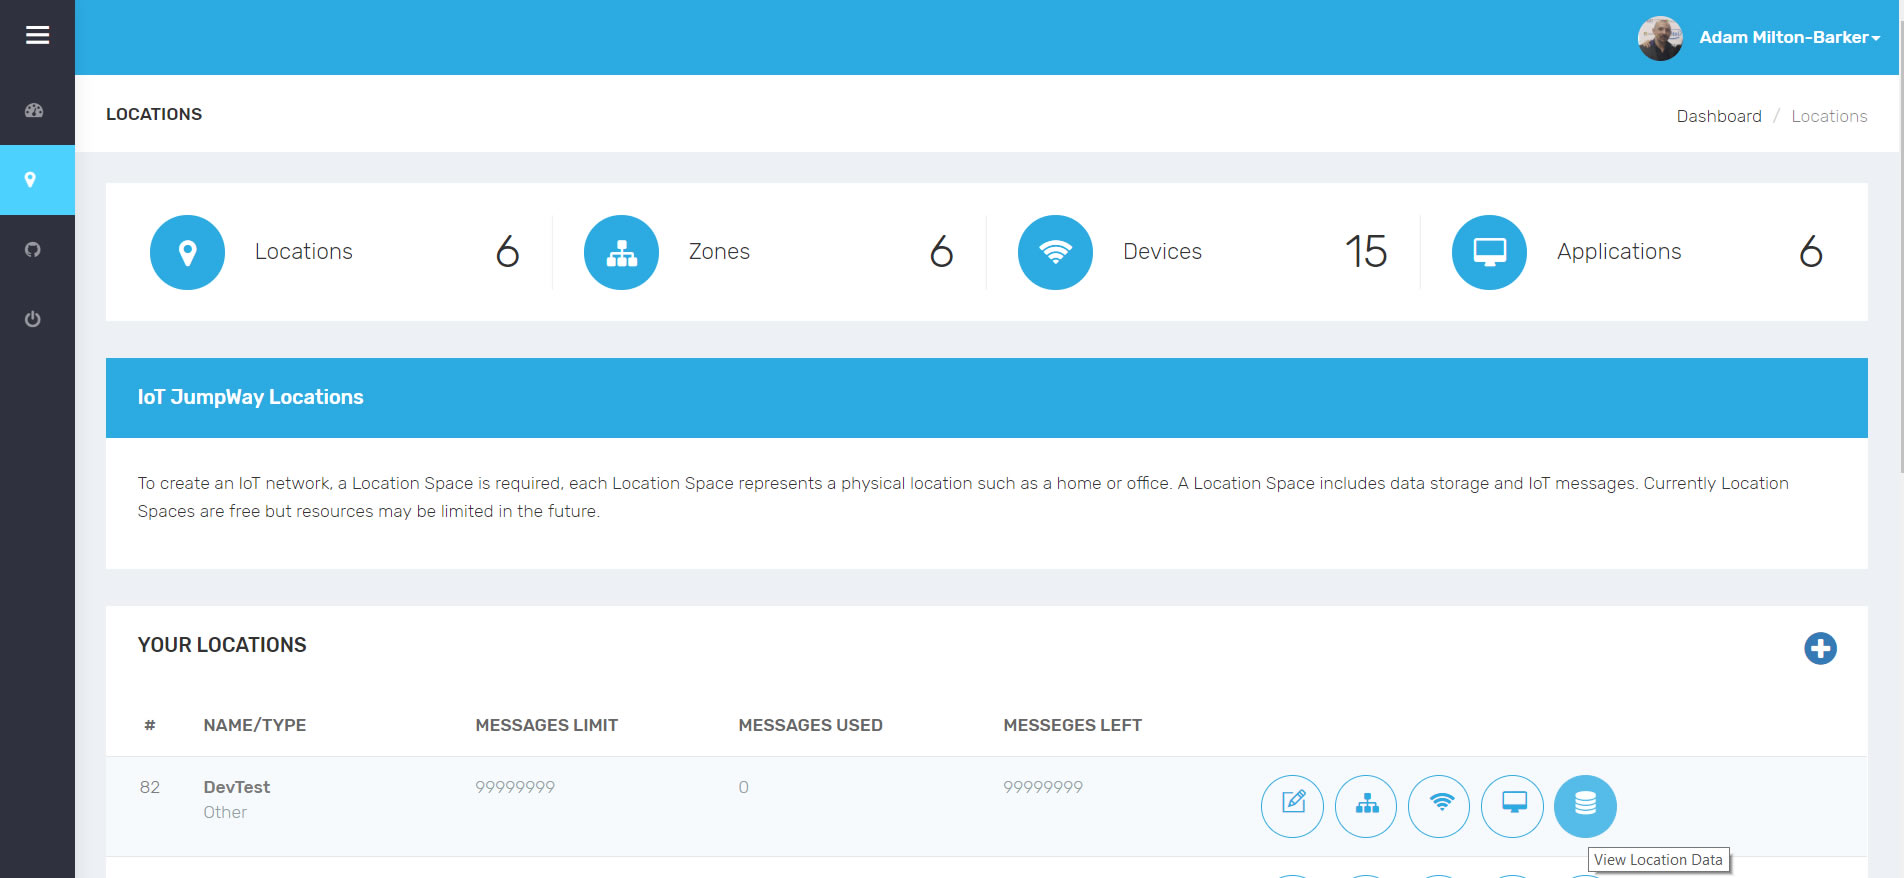 Adam Milton-Barker
LOCATIONS
Dashboard / Locations
Locations 6 Zones 6 Devices 15 Applications 6
IoT JumpWay Locations
To create an IoT network, a Location Space is required, each Location Space represents a physical location such as a home or office. A Location Space includes data storage and IoT messages. Currently Location
Spaces are free but resources may be limited in the future.
YOUR LOCATIONS
# NAME/TYPE MESSAGES LIMIT MESSAGES USED MESSEGES LEFT
82 DevTest 99999999 0 99999999
Other
View Location Data